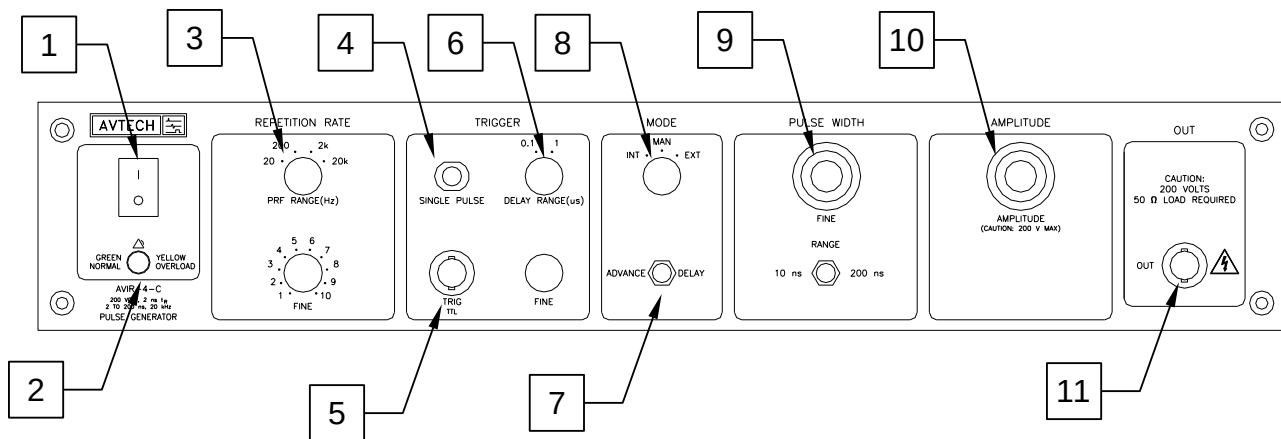 1
3
4
6
8
9
10
AVTECH
REPETITION RATE
TRIGGER
MODE
PULSE WIDTH
AMPLITUDE
OUT
I
O
20
200
2k
20k
PRF RANGE(Hz)
SINGLE PULSE
0.1
1
DELAY RANGE(us)
INT
MAN
EXT
FINE
AMPLITUDE
(CAUTION: 200 V MAX)
CAUTION:
200 VOLTS
50 Ω LOAD REQUIRED
GREEN
NORMAL
YELLOW
OVERLOAD
1
2
3
4
5
6
7
8
9
10
FINE
TRIG
TTL
FINE
ADVANCE
DELAY
RANGE
10 ns
200 ns
OUT
PULSE GENERATOR
2
5
7
11